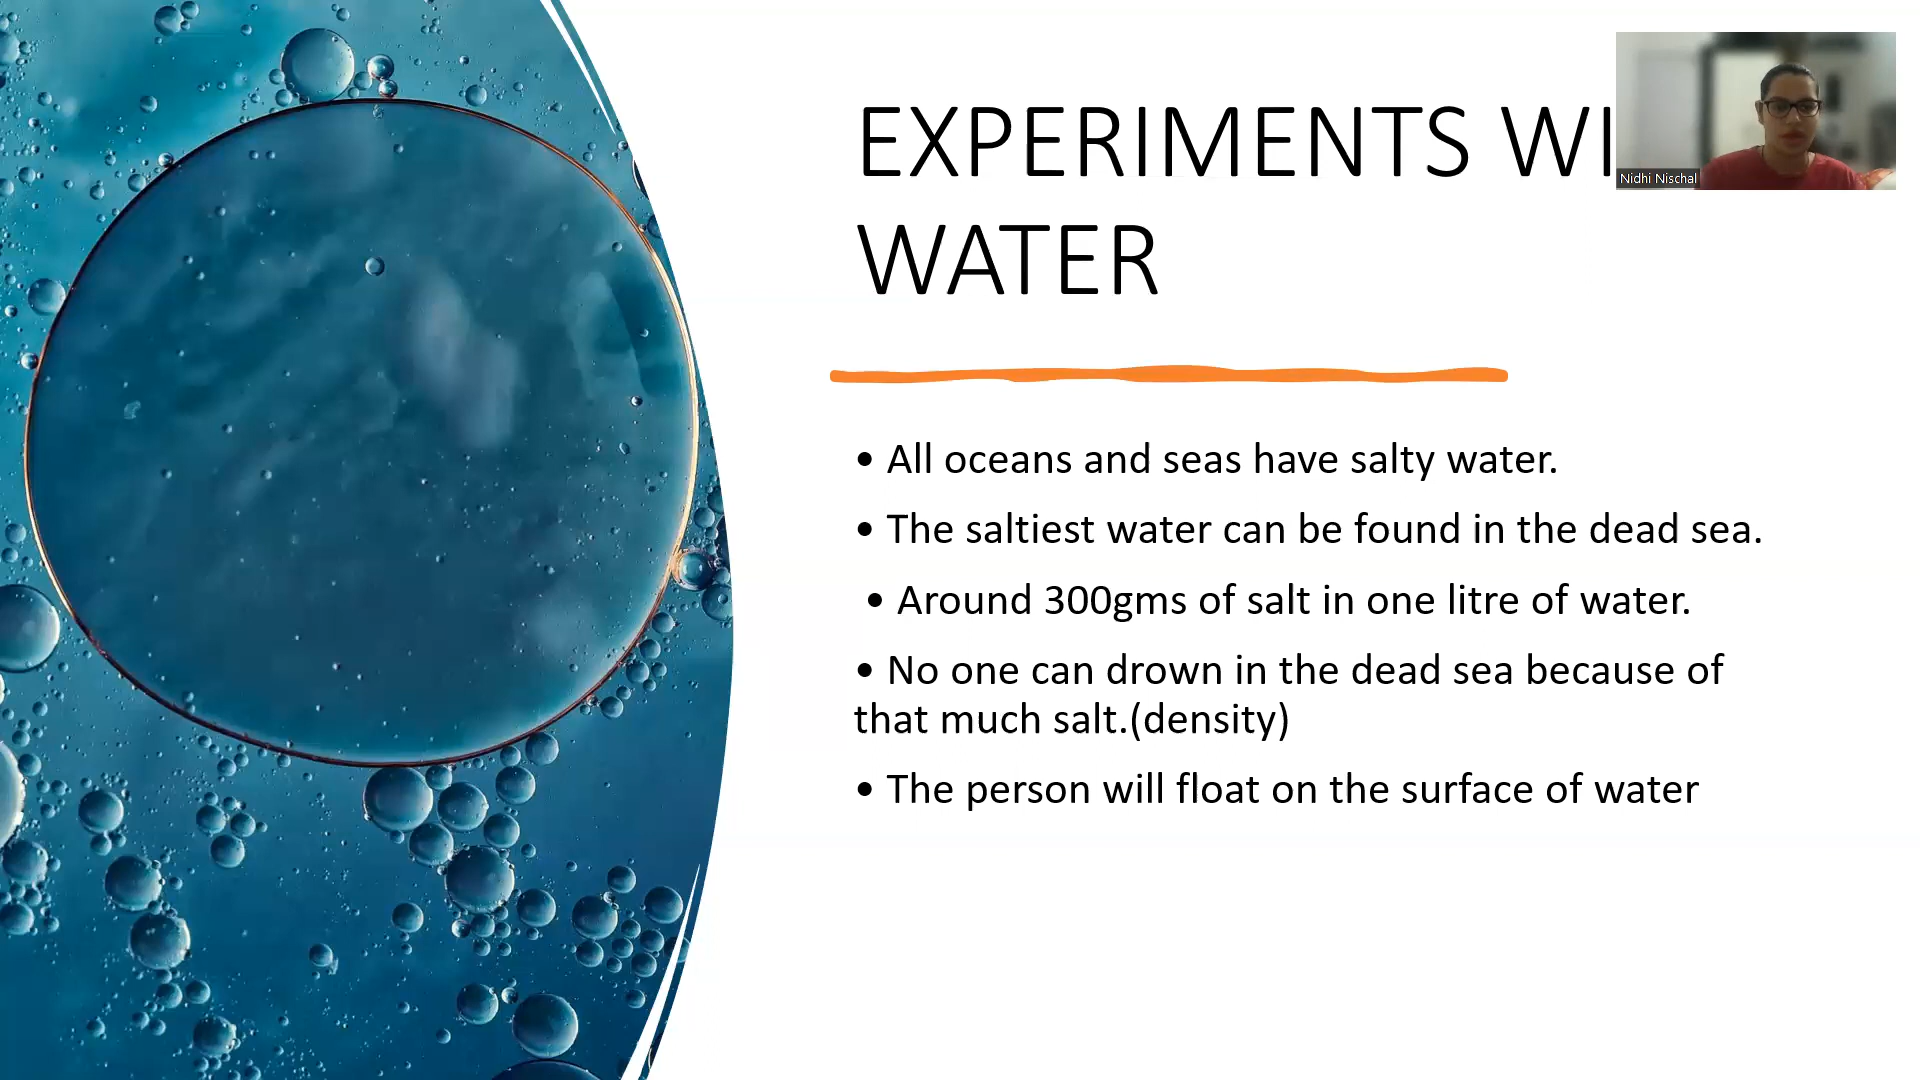 EXPERIMENTS WI
WATER
Nidhi Nischal
• All oceans and seas have salty water.
• The saltiest water can be found in the dead sea.
• Around 300gms of salt in one litre of water.
• No one can drown in the dead sea because of
that much salt.(density)
• The person will float on the surface of water